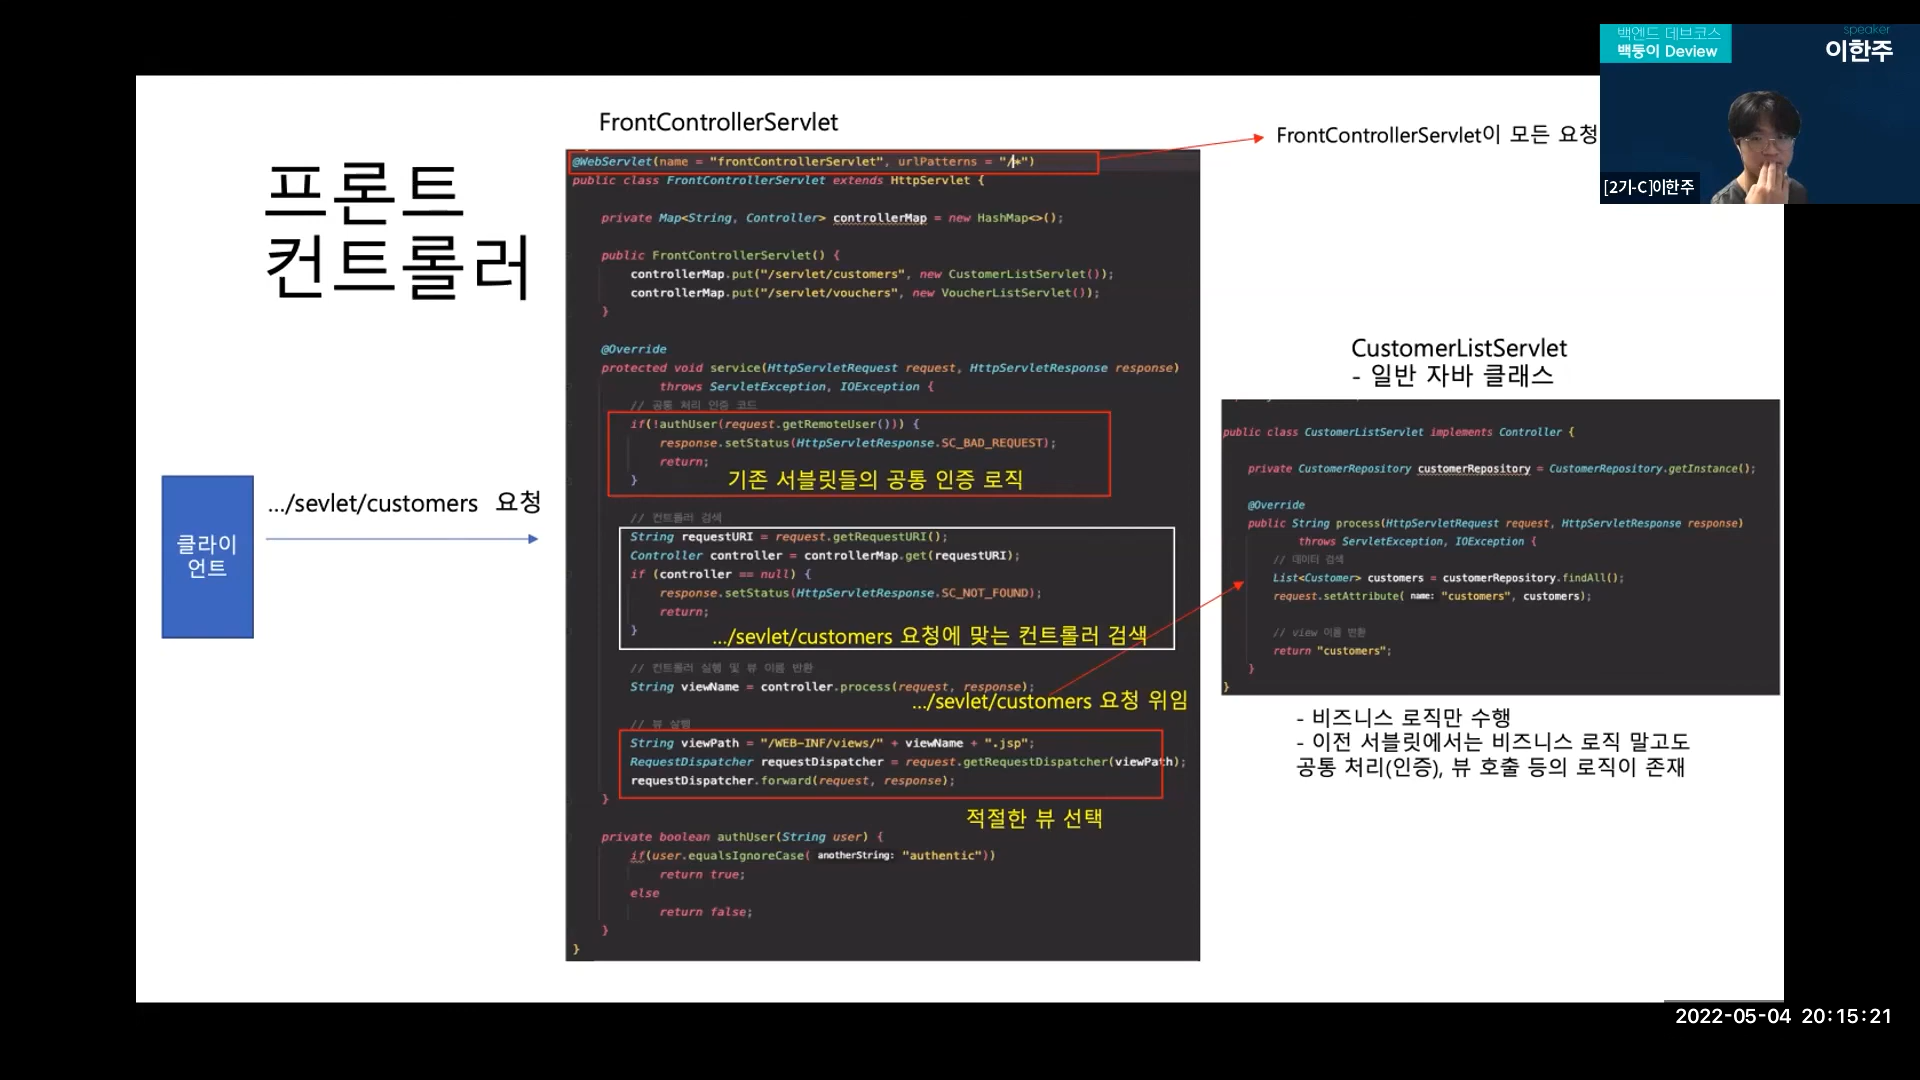 백엔드 데브코스
백둥이 Deview
speaker
이한주
[2기-C]이한주
프론트
컨트롤러
FrontControllerServlet
FrontControllerServlet이 모든 요청
@WebServlet(name = "frontControllerServlet", urlPatterns = "/*")
public class FrontControllerServlet extends HttpServlet {
private Map<String, Controller> controllerMap = new HashMap<>();
public FrontControllerServlet() {
controllerMap.put("/servlet/customers", new CustomerListServlet());
controllerMap.put("/servlet/vouchers", new VoucherListServlet());
}
@Override
protected void service(HttpServletRequest request, HttpServletResponse response)
throws ServletException, IOException {
// 공통 처리 인증 코드
if(!authUser(request.getRemoteUser())) {
response.setStatus(HttpServletResponse.SC_BAD_REQUEST);
return;
}
기존 서블릿들의 공통 인증 로직
// 컨트롤러 검색
String requestURI = request.getRequestURI();
Controller controller = controllerMap.get(requestURI);
if (controller == null) {
response.setStatus(HttpServletResponse.SC_NOT_FOUND);
return;
}
.../sevlet/customers 요청에 맞는 컨트롤러 검색
// 컨트롤러 실행 및 뷰 이름 반환
String viewName = controller.process(request, response);
.../sevlet/customers 요청 위임
// 뷰 실행
String viewPath = "/WEB-INF/views/" + viewName + ".jsp";
RequestDispatcher requestDispatcher = request.getRequestDispatcher(viewPath);
requestDispatcher.forward(request, response);
}
적절한 뷰 선택
private boolean authUser(String user) {
if(user.equalsIgnoreCase( anotherString: "authentic"))
return true;
else
return false;
}
}
클라이
언트
.../sevlet/customers 요청
CustomerListServlet
- 일반 자바 클래스
public class CustomerListServlet implements Controller {
private CustomerRepository customerRepository = CustomerRepository.getInstance();
@Override
public String process(HttpServletRequest request, HttpServletResponse response)
throws ServletException, IOException {
// 데이터 검색
List<Customer> customers = customerRepository.findAll();
request.setAttribute( name: "customers", customers);
// view 이름 반환
return "customers";
}
}
- 비즈니스 로직만 수행
- 이전 서블릿에서는 비즈니스 로직 말고도
공통 처리(인증), 뷰 호출 등의 로직이 존재
2022-05-04 20:15:21